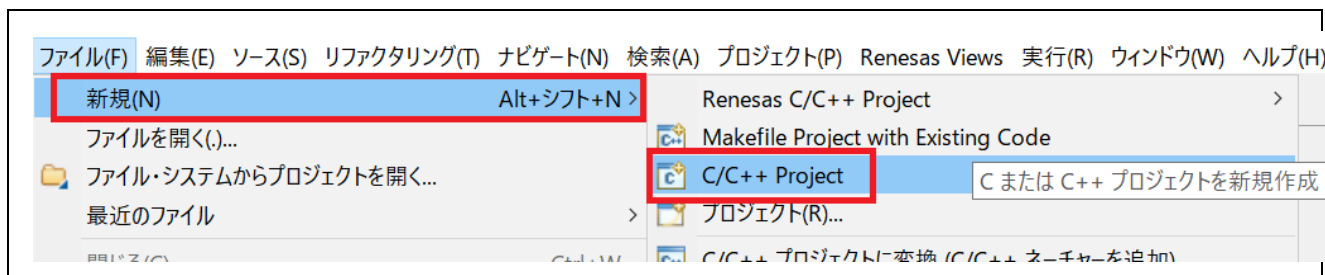 ファイル(F) 編集(E) ソース(S) リファクタリング(T) ナビゲート(N) 検索(A) プロジェクト(P) Renesas Views 実行(R) ウィンドウ(W) ヘルプ(H)
新規(N) Alt+シフト+N >
Renesas C/C++ Project >
ファイルを開く(.)...
Makefile Project with Existing Code
ファイル・システムからプロジェクトを開く...
C/C++ Project
C または C++ プロジェクトを新規作成
最近のファイル >
プロジェクト(R)...
閉じる(C) Ctrl+W
C/C++ プロジェクトに変換 (C/C++ ネーチャーを追加)